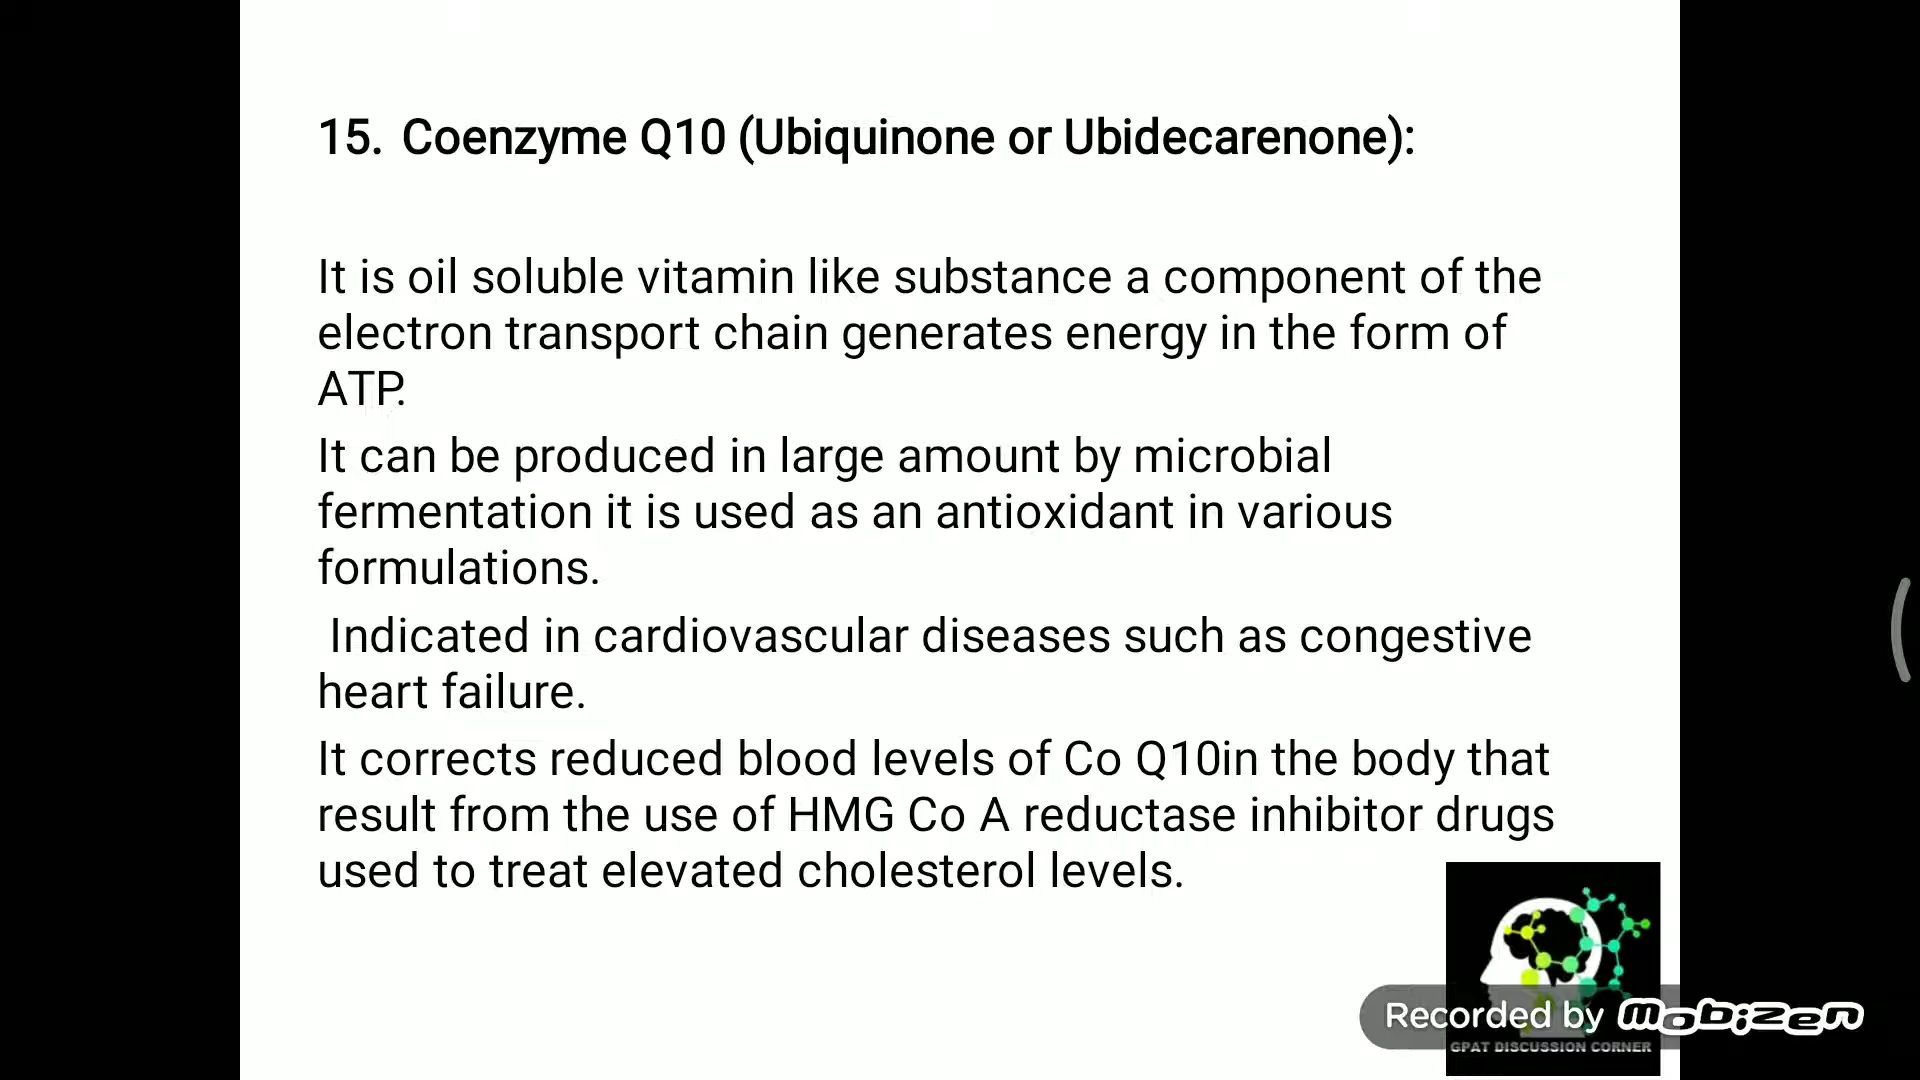 15. Coenzyme Q10 (Ubiquinone or Ubidecarenone):
It is oil soluble vitamin like substance a component of the
electron transport chain generates energy in the form of
ATP.
It can be produced in large amount by microbial
fermentation it is used as an antioxidant in various
formulations.
Indicated in cardiovascular diseases such as congestive
heart failure.
It corrects reduced blood levels of Co Q10in the body that
result from the use of HMG Co A reductase inhibitor drugs
used to treat elevated cholesterol levels.
Recorded by mobizen
GPAT DISCUSSION CORNER